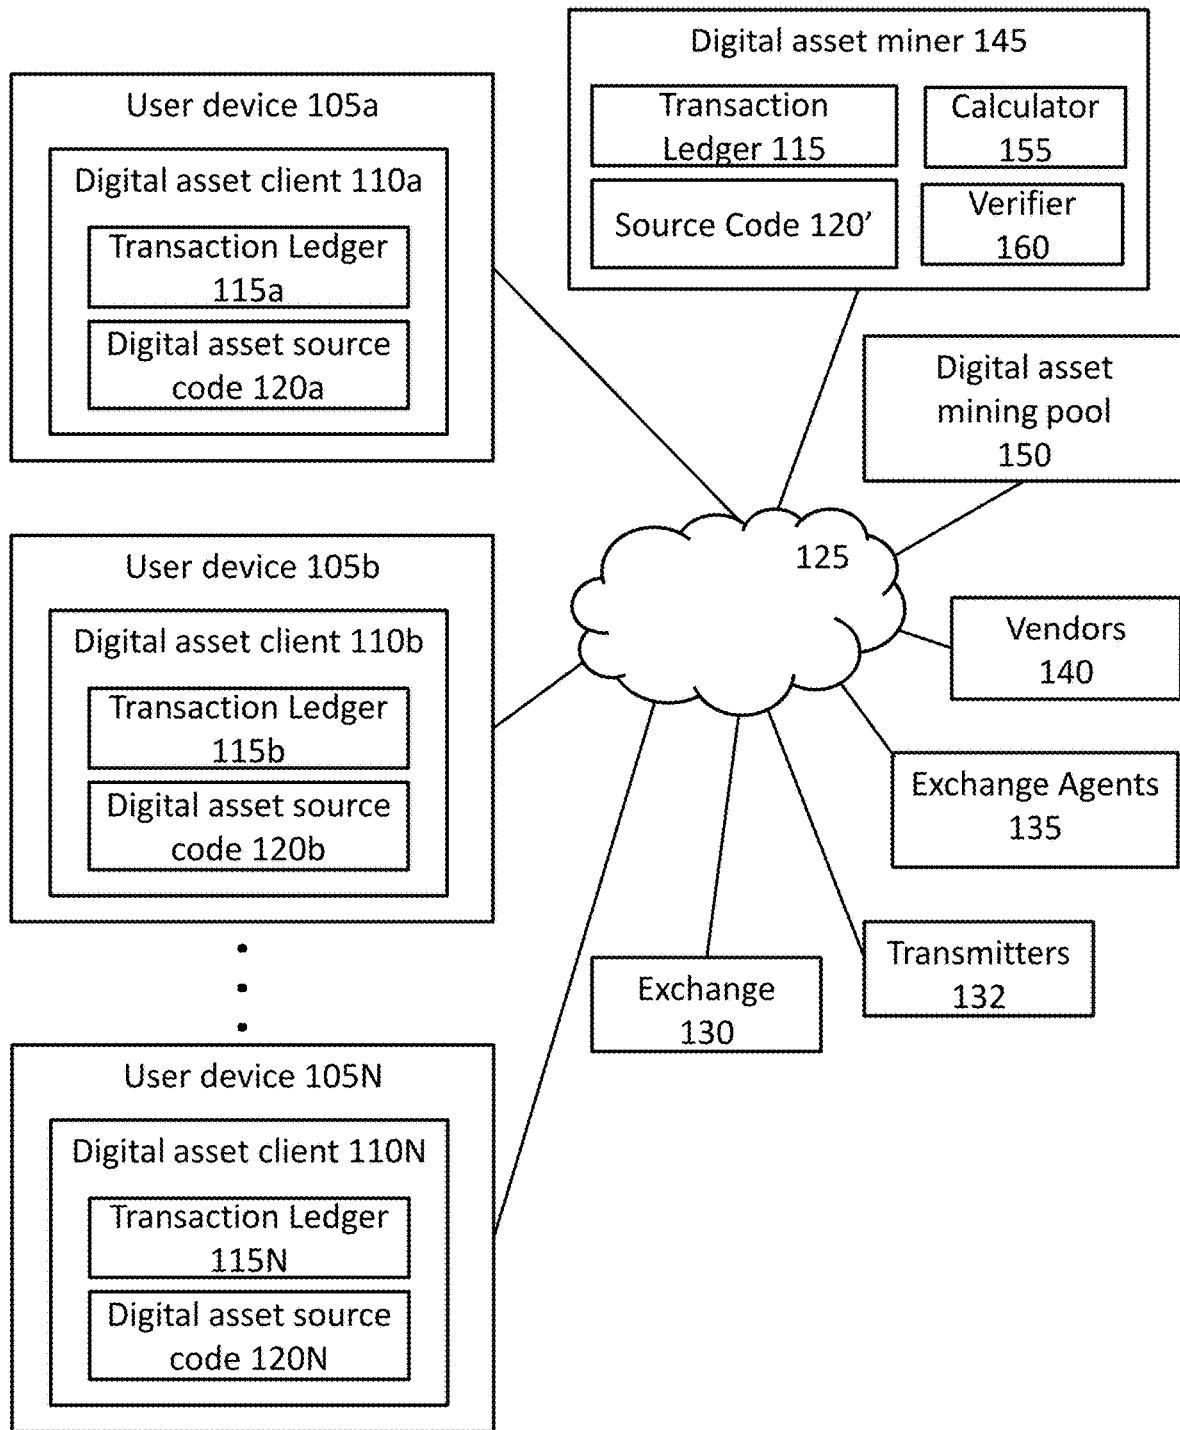 User device 105a
Digital asset client 110a
Transaction Ledger
115a
Digital asset source
code 120a
User device 105b
Digital asset client 110b
Transaction Ledger
115b
Digital asset source
code 120b
User device 105N
Digital asset client 110N
Transaction Ledger
115N
Digital asset source
code 120N
Digital asset miner 145
Transaction
Ledger 115
Calculator
155
Source Code 120’
Verifier
160
Digital asset
mining pool
150
125
Vendors
140
Exchange Agents
135
Transmitters
132
Exchange
130